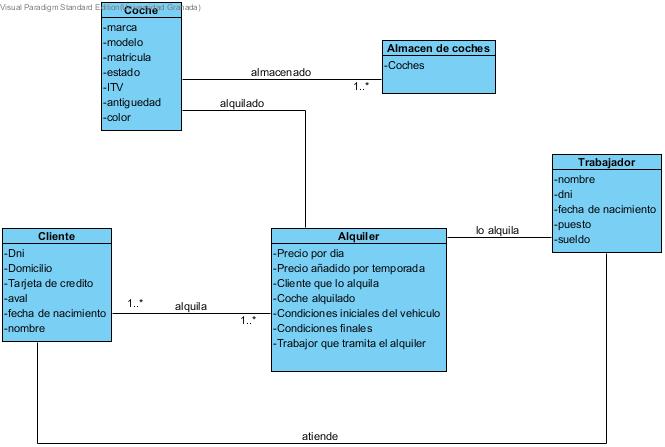 Visual Paradigm Standard Edition(Universidad Granada)
Coche
-marca
-modelo
-matricula
-estado
-ITV
-antiguedad
-color
almacenado
1..*
Almacen de coches
-Coches
alquilado
Trabajador
-nombre
-dni
-fecha de nacimiento
-puesto
-sueldo
Cliente
-Dni
-Domicilio
-Tarjeta de credito
-aval
-fecha de nacimiento
-nombre
1..*
alquila
1..*
Alquiler
-Precio por dia
-Precio añadido por temporada
-Cliente que lo alquila
-Coche alquilado
-Condiciones iniciales del vehiculo
-Condiciones finales
-Trabajor que tramita el alquiler
lo alquila
atiende